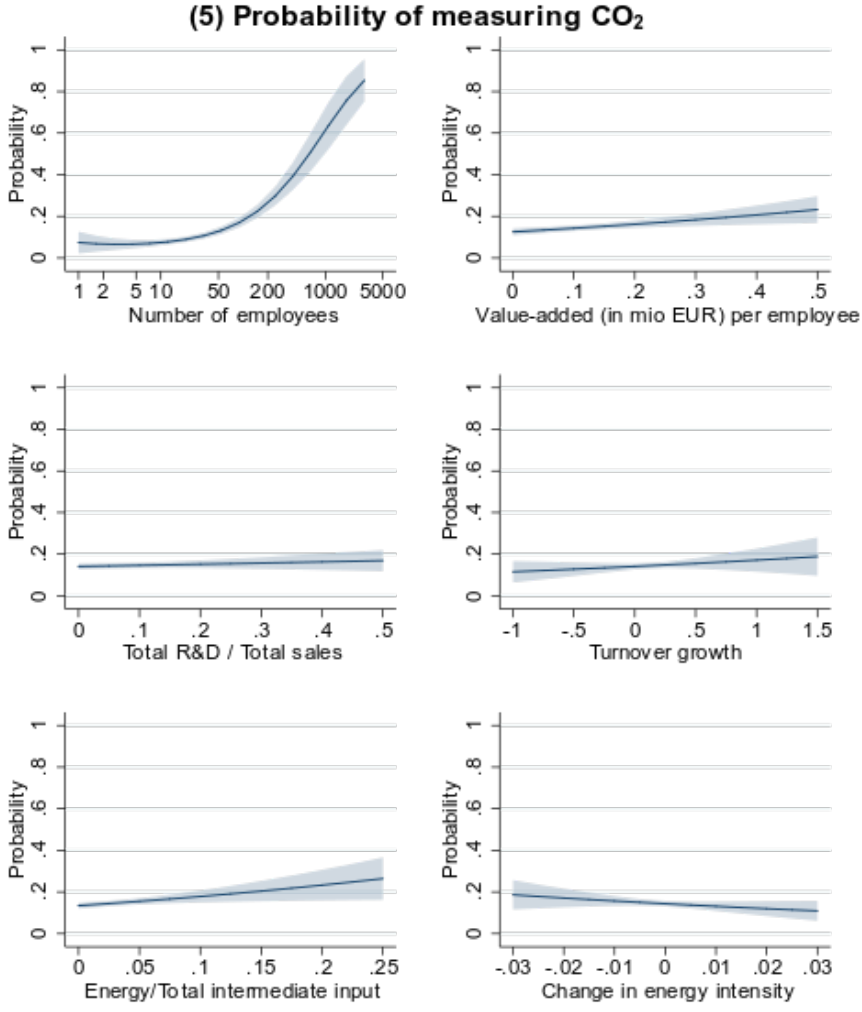 (5) Probability of measuring CO₂
Probability
0 .2 .4 .6 .8 1
1 2 5 10 50 200 1000 5000
Number of employees
Probability
0 .2 .4 .6 .8 1
0 .1 .2 .3 .4 .5
Value-added (in mio EUR) per employee
Probability
0 .2 .4 .6 .8 1
0 .1 .2 .3 .4 .5
Total R&D / Total sales
Probability
0 .2 .4 .6 .8 1
-1 -.5 0 .5 1 1.5
Turnover growth
Probability
0 .2 .4 .6 .8 1
0 .05 .1 .15 .2 .25
Energy/Total intermediate input
Probability
0 .2 .4 .6 .8 1
-.03 -.02 -.01 0 .01 .02 .03
Change in energy intensity